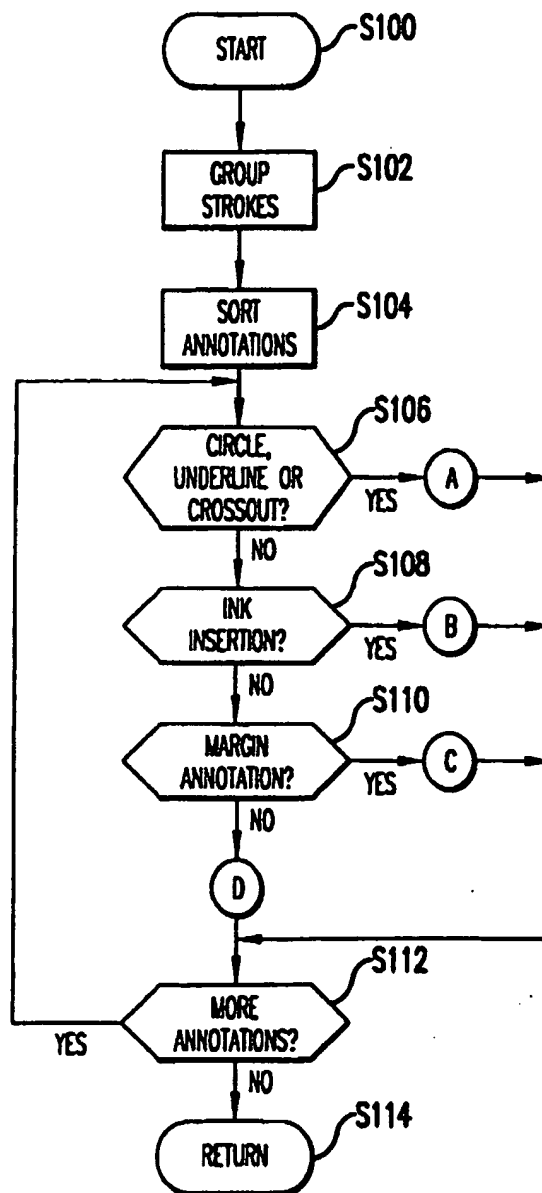 START
S100
GROUP
STROKES
S102
SORT
ANNOTATIONS
S104
CIRCLE,
UNDERLINE OR
CROSSOUT?
S106
YES
A
NO
INK
INSERTION?
S108
YES
B
NO
MARGIN
ANNOTATION?
S110
YES
C
NO
D
MORE
ANNOTATIONS?
S112
YES
NO
RETURN
S114